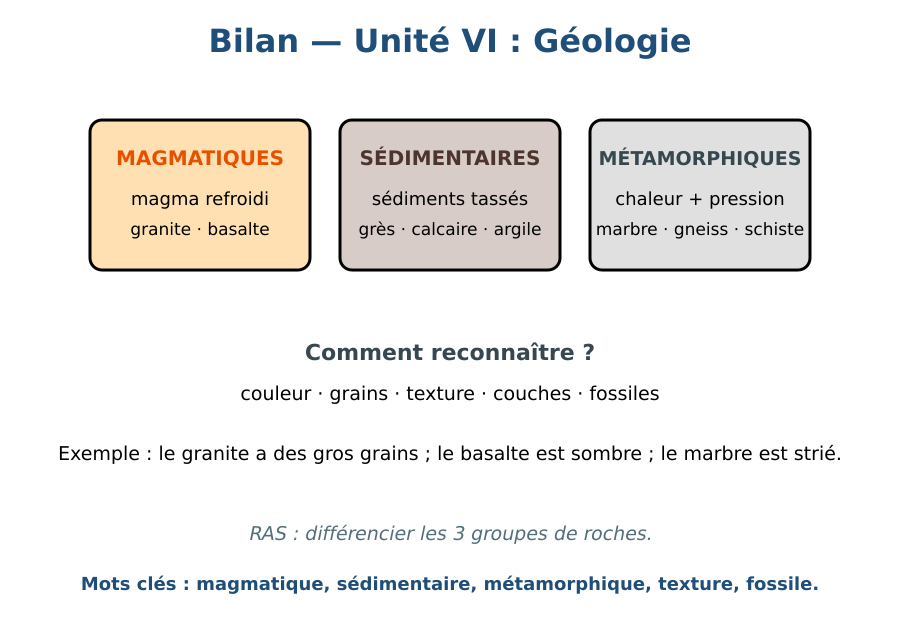 Bilan — Unité VI : Géologie
MAGMATIQUES
magma refroidi
granite · basalte
SÉDIMENTAIRES
sédiments tassés
grès · calcaire · argile
MÉTAMORPHIQUES
chaleur + pression
marbre · gneiss · schiste
Comment reconnaître ?
couleur · grains · texture · couches · fossiles
Exemple : le granite a des gros grains ; le basalte est sombre ; le marbre est strié.
RAS : différencier les 3 groupes de roches.
Mots clés : magmatique, sédimentaire, métamorphique, texture, fossile.